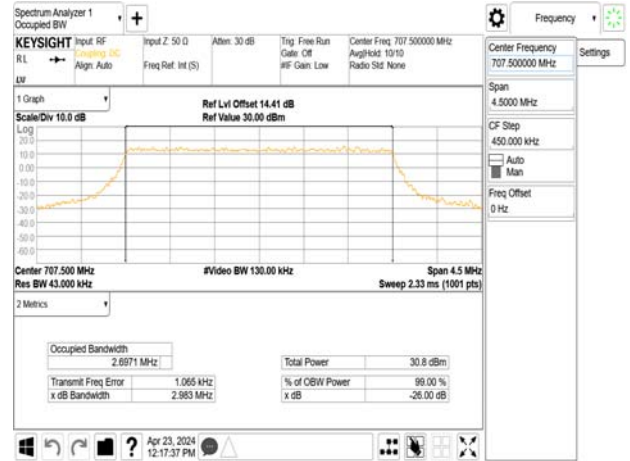 Spectrum Analyzer 1
Occupied BW
Frequency
KEYSIGHT
Input: RF
Coupling: DC
Align: Auto
Input Z: 50 Ω
Freq Ref: Int (S)
Atten: 30 dB
Trig: Free Run
Gate: Off
#IF Gain: Low
Center Freq: 707.500000 MHz
Avg|Hold: 10/10
Radio Std: None
RL
LXI
Center Frequency
707.500000 MHz
Settings
Span
4.5000 MHz
CF Step
450.000 kHz
Auto
Man
Freq Offset
0 Hz
1 Graph
Scale/Div 10.0 dB
Ref Lvl Offset 14.41 dB
Ref Value 30.00 dBm
Log
20.0
10.0
0.00
-10.0
-20.0
-30.0
-40.0
-50.0
-60.0
Center 707.500 MHz
#Video BW 130.00 kHz
Span 4.5 MHz
Res BW 43.000 kHz
Sweep 2.33 ms (1001 pts)
2 Metrics
Occupied Bandwidth
2.6971 MHz
Total Power 30.8 dBm
Transmit Freq Error 1.065 kHz
% of OBW Power 99.00 %
x dB Bandwidth 2.983 MHz
x dB -26.00 dB
Apr 23, 2024
12:17:37 PM